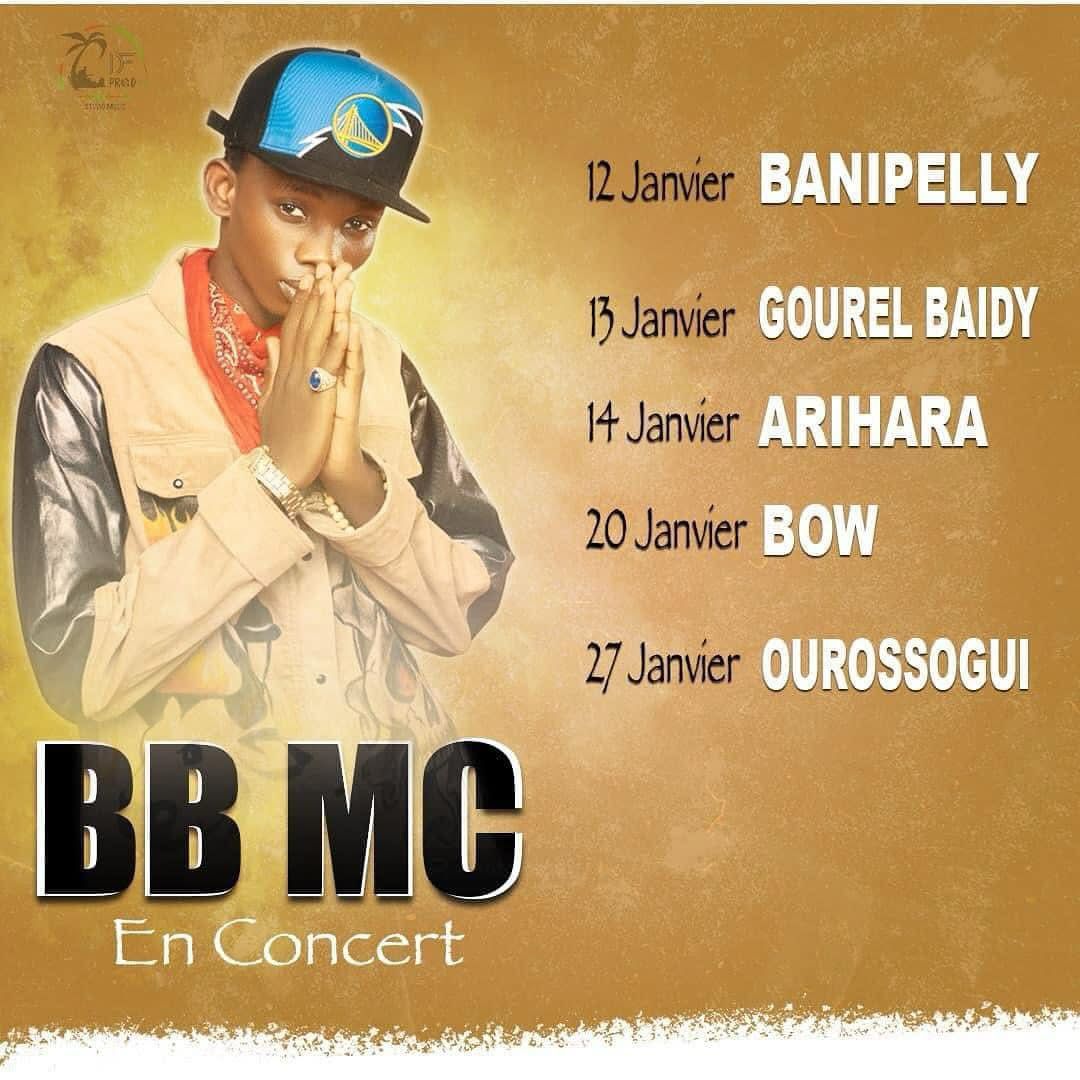 DF
PROD
12 Janvier BANIPELLY
13 Janvier GOUREL BAIDY
14 Janvier ARIHARA
20 Janvier BOW
27 Janvier OUROSSOGUI
BB MC
En Concert